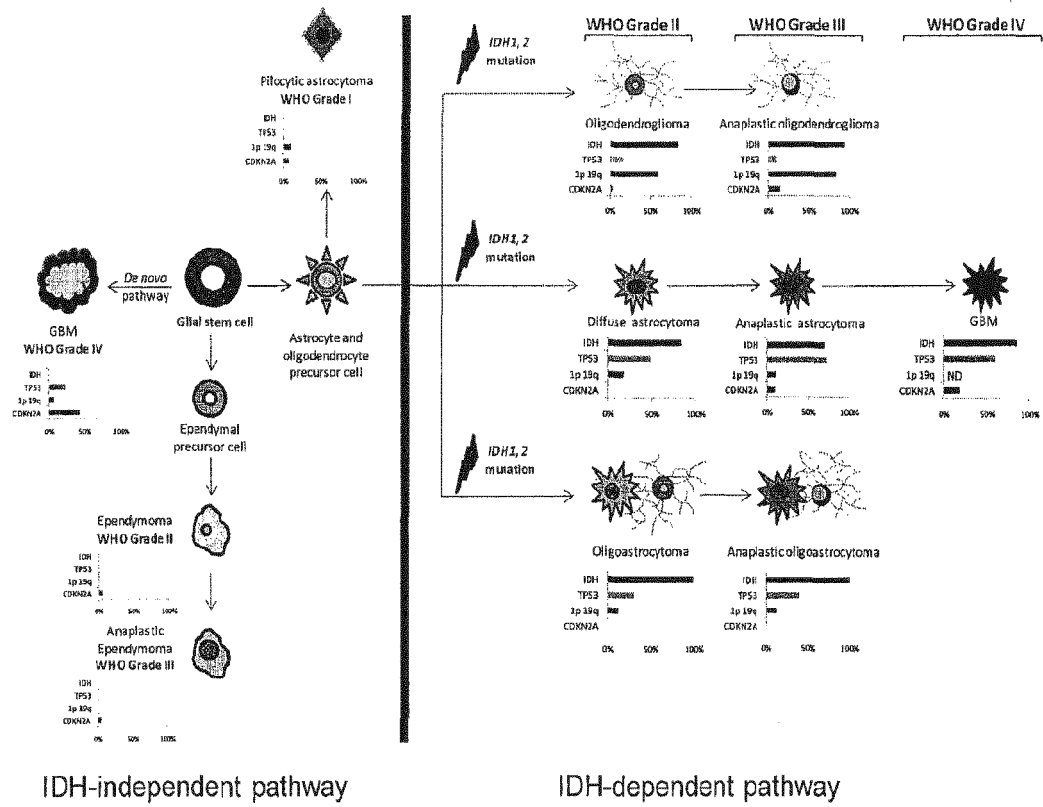 WHO Grade II
WHO Grade III
WHO Grade IV
IDH1, 2
mutation
Pilocytic astrocytoma
WHO Grade I
IDH
TP53
1p 19q
CDKN2A
0% 50% 100%
Oligodendroglioma
IDH
TP53
1p 19q
CDKN2A
0% 50% 100%
Anaplastic oligodendroglioma
IDH
TP53
1p 19q
CDKN2A
0% 50% 100%
De novo
pathway
GBM
WHO Grade IV
IDH
TP53
1p 19q
CDKN2A
0% 50% 100%
Glial stem cell
Astrocyte and
oligodendrocyte
precursor cell
Ependymal
precursor cell
IDH1, 2
mutation
Diffuse astrocytoma
IDH
TP53
1p 19q
CDKN2A
0% 50% 100%
Anaplastic astrocytoma
IDH
TP53
1p 19q
CDKN2A
0% 50% 100%
GBM
IDH
TP53
1p 19q ND
CDKN2A
0% 50% 100%
Ependymoma
WHO Grade II
IDH
TP53
1p 19q
CDKN2A
0% 50% 100%
Anaplastic
Ependymoma
WHO Grade III
IDH
TP53
1p 19q
CDKN2A
0% 50% 100%
IDH1, 2
mutation
Oligoastrocytoma
IDH
TP53
1p 19q
CDKN2A
0% 50% 100%
Anaplastic oligoastrocytoma
IDH
TP53
1p 19q
CDKN2A
0% 50% 100%
IDH-independent pathway
IDH-dependent pathway